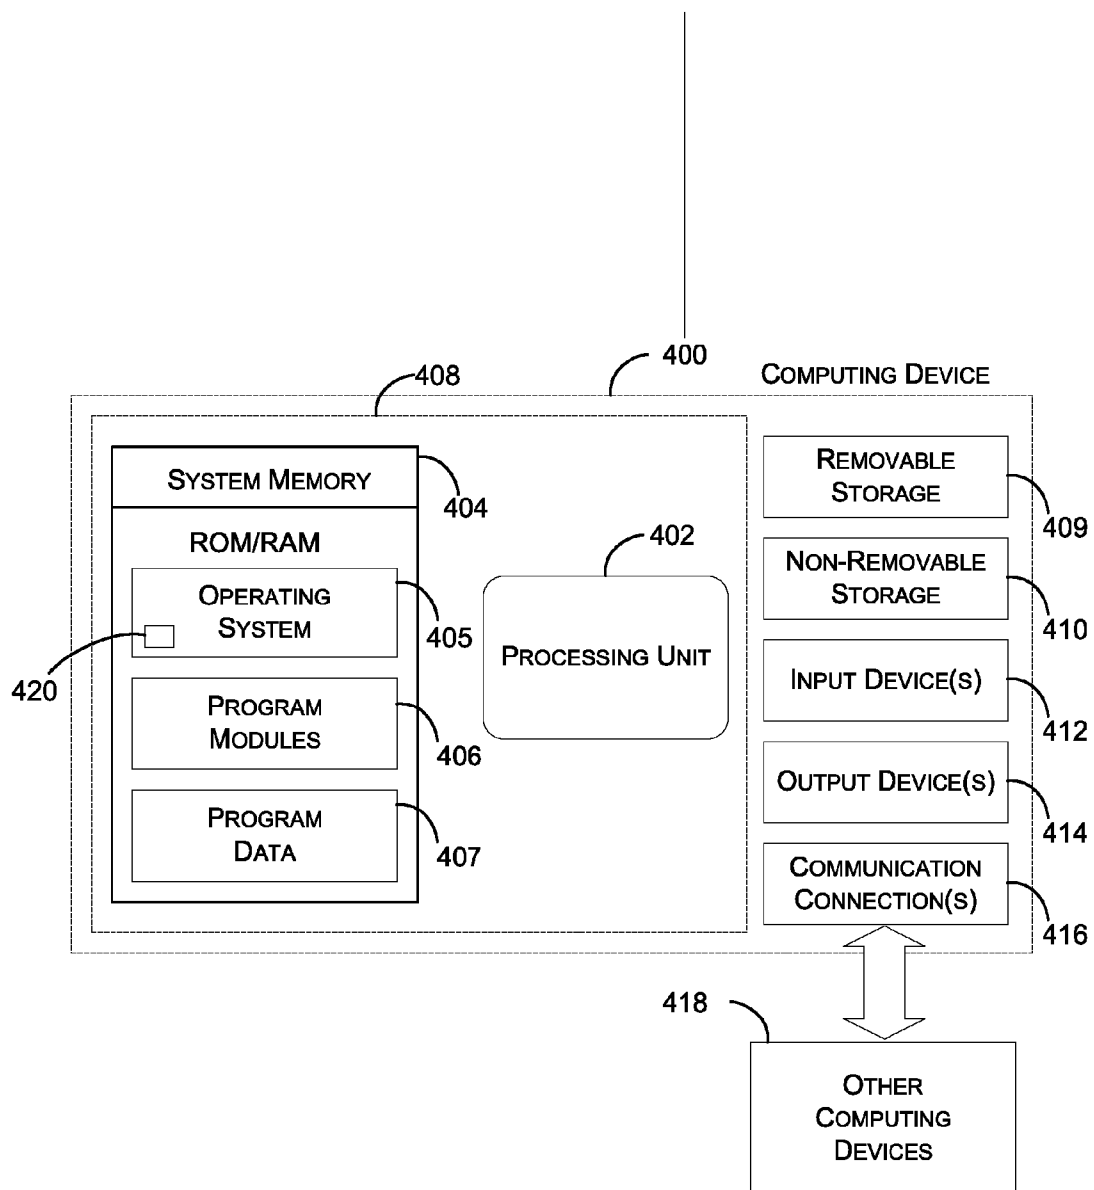 400
408
COMPUTING DEVICE
SYSTEM MEMORY
404
ROM/RAM
OPERATING
SYSTEM
405
420
PROGRAM
MODULES
406
PROGRAM
DATA
407
402
PROCESSING UNIT
REMOVABLE
STORAGE
409
NON-REMOVABLE
STORAGE
410
INPUT DEVICE(S)
412
OUTPUT DEVICE(S)
414
COMMUNICATION
CONNECTION(S)
416
418
OTHER
COMPUTING
DEVICES